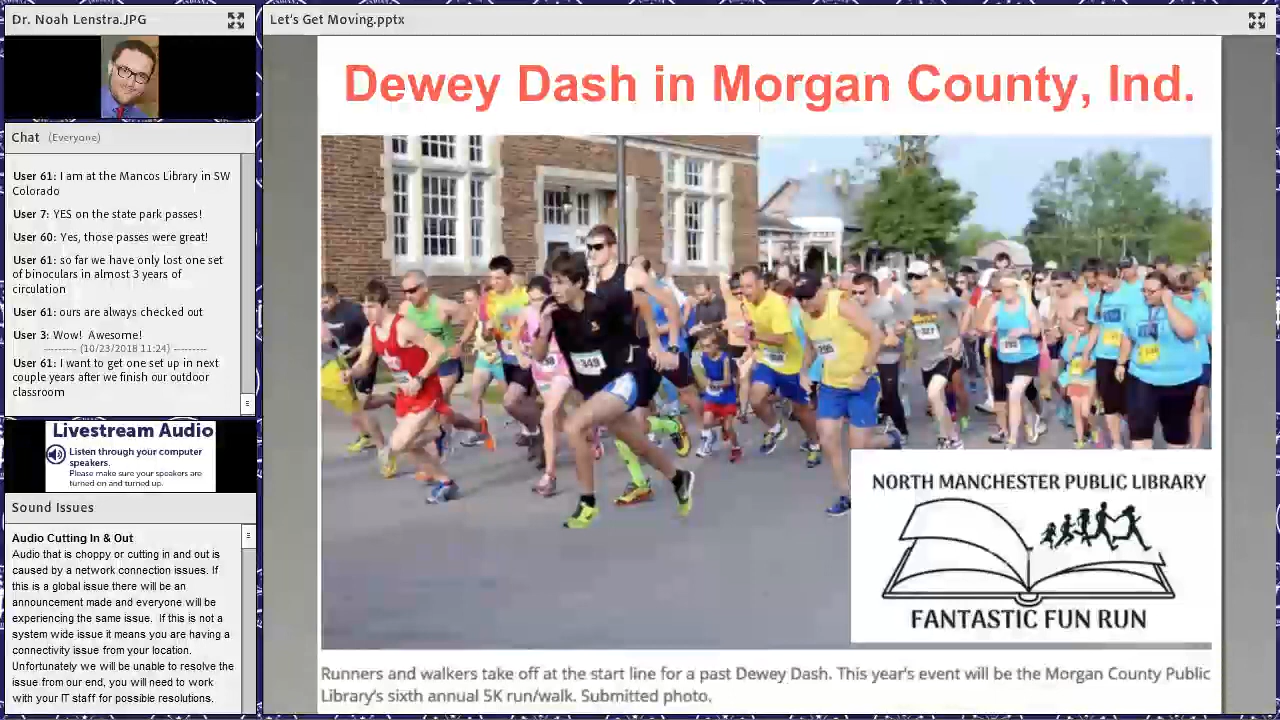 Dr. Noah Lenstra.JPG
Chat (Everyone)
User 61: I am at the Mancos Library in SW
Colorado
User 7: YES on the state park passes!
User 60: Yes, those passes were great!
User 61: so far we have only lost one set
of binoculars in almost 3 years of
circulation
User 61: ours are always checked out
User 3: Wow! Awesome!
--------- (10/23/2018 11:24) ---------
User 61: I want to get one set up in next
couple years after we finish our outdoor
classroom
Livestream Audio
Listen through your computer
speakers.
Please make sure your speakers are
turned on and turned up.
Sound Issues
Audio Cutting In & Out
Audio that is choppy or cutting in and out is
caused by a network connection issues. If
this is a global issue there will be an
announcement made and everyone will be
experiencing the same issue. If this is not a
system wide issue it means you are having a
connectivity issue from your location.
Unfortunately we will be unable to resolve the
issue from our end, you will need to work
with your IT staff for possible resolutions.
Let's Get Moving.pptx
Dewey Dash in Morgan County, Ind.
349
NORTH MANCHESTER PUBLIC LIBRARY
FANTASTIC FUN RUN
Runners and walkers take off at the start line for a past Dewey Dash. This year's event will be the Morgan County Public
Library's sixth annual 5K run/walk. Submitted photo.